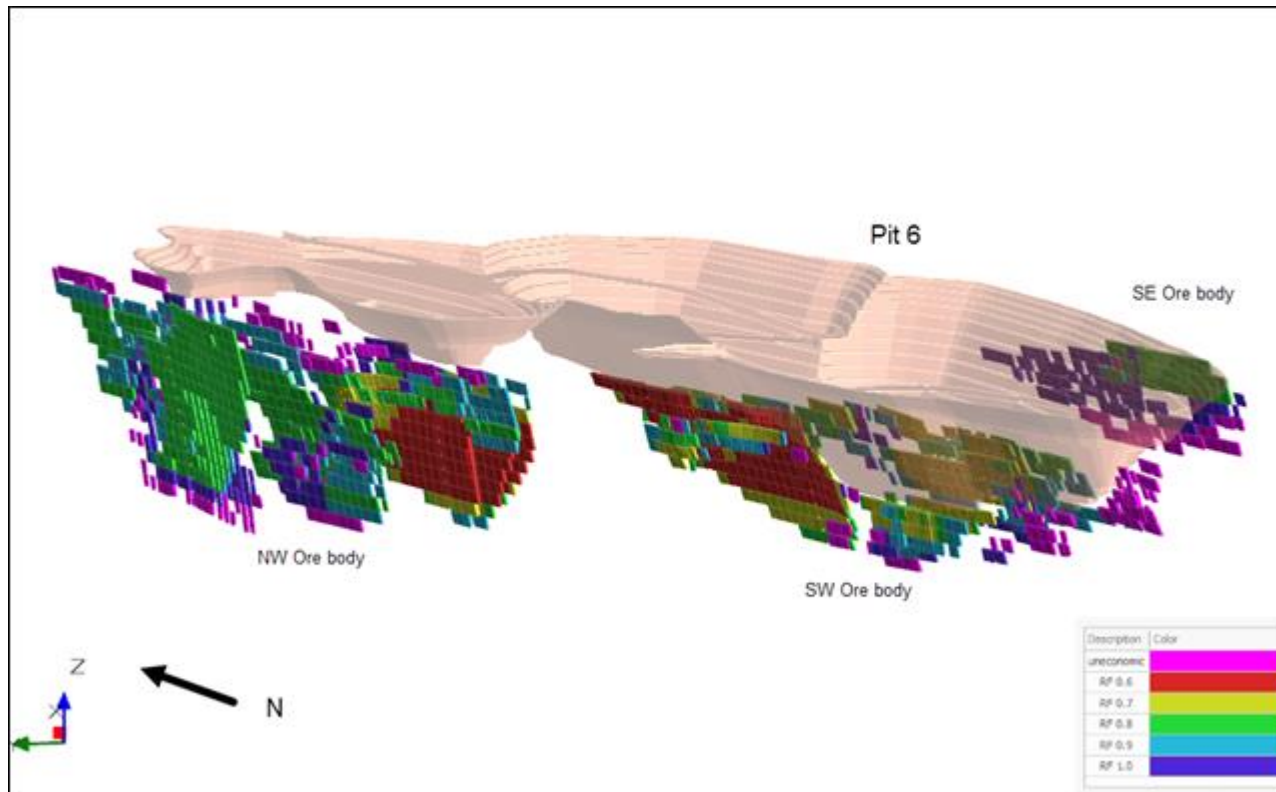 Pit 6
SE Ore body
NW Ore body
SW Ore body
Z
X
N
Description Color
uneconomic
RF 0.6
RF 0.7
RF 0.8
RF 0.9
RF 1.0